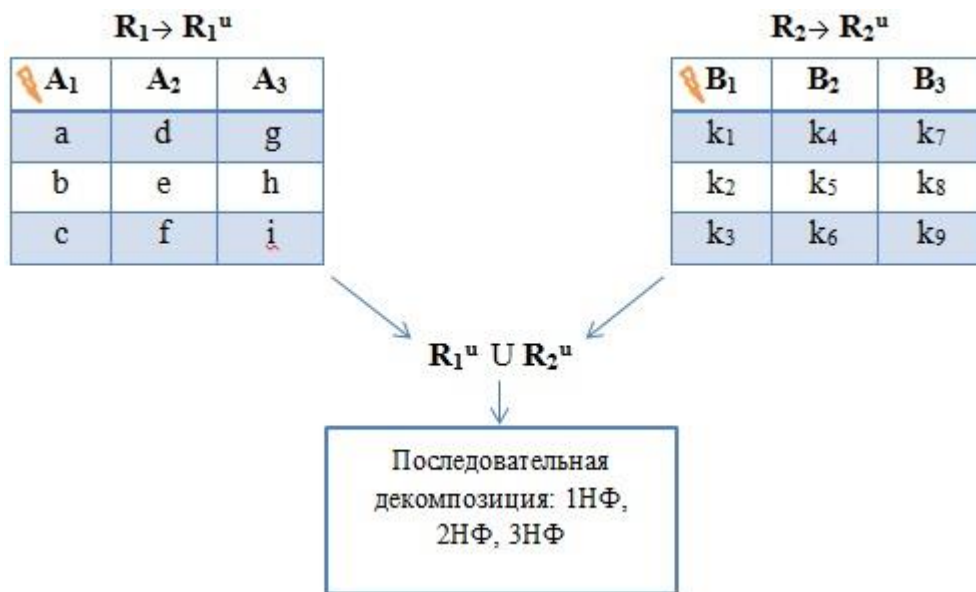 R₁→ R₁ᵘ
R₂→ R₂ᵘ
A₁ A₂ A₃
a d g
b e h
c f i
B₁ B₂ B₃
k₁ k₄ k₇
k₂ k₅ k₈
k₃ k₆ k₉
R₁ᵘ U R₂ᵘ
Последовательная
декомпозиция: 1НФ,
2НФ, 3НФ